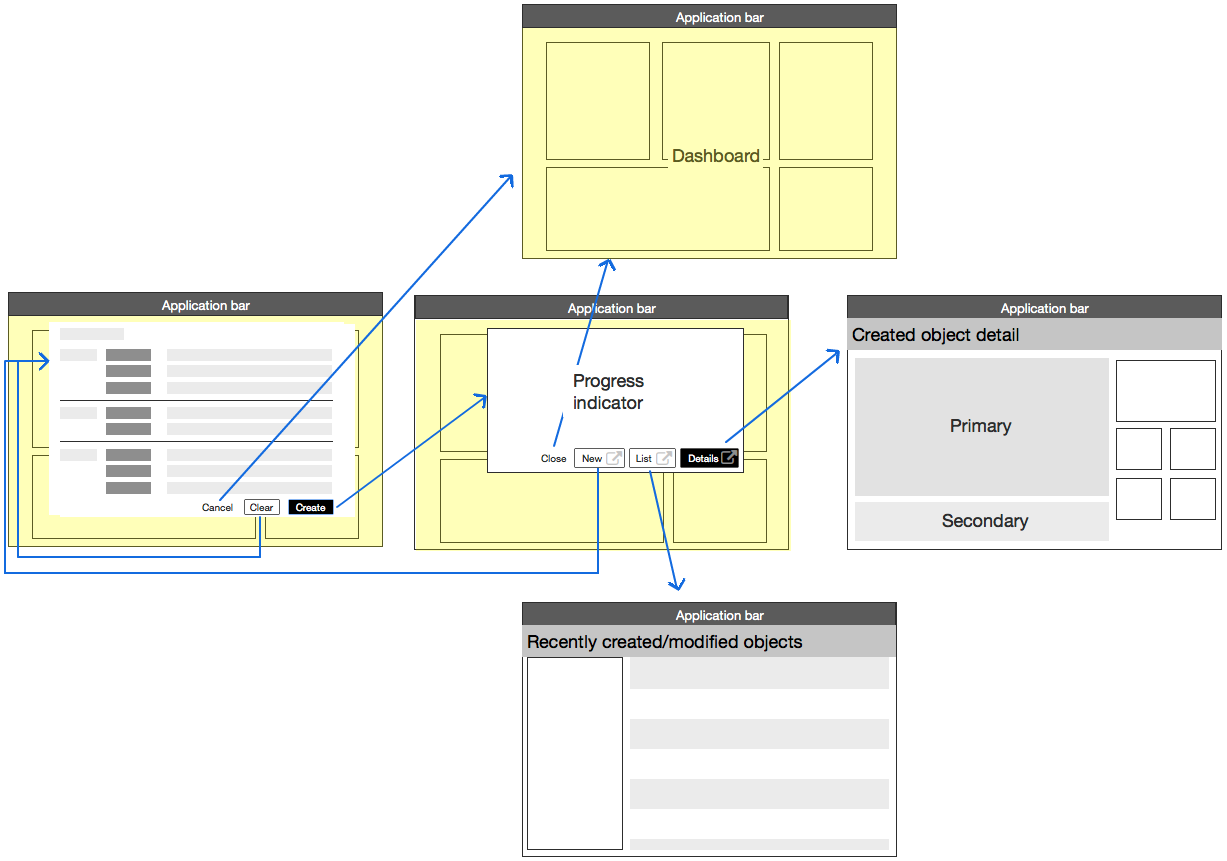 Application bar
Dashboard
Application bar
Cancel
Clear
Create
Application bar
Progress
indicator
Close
New
List
Details
Application bar
Created object detail
Primary
Secondary
Application bar
Recently created/modified objects